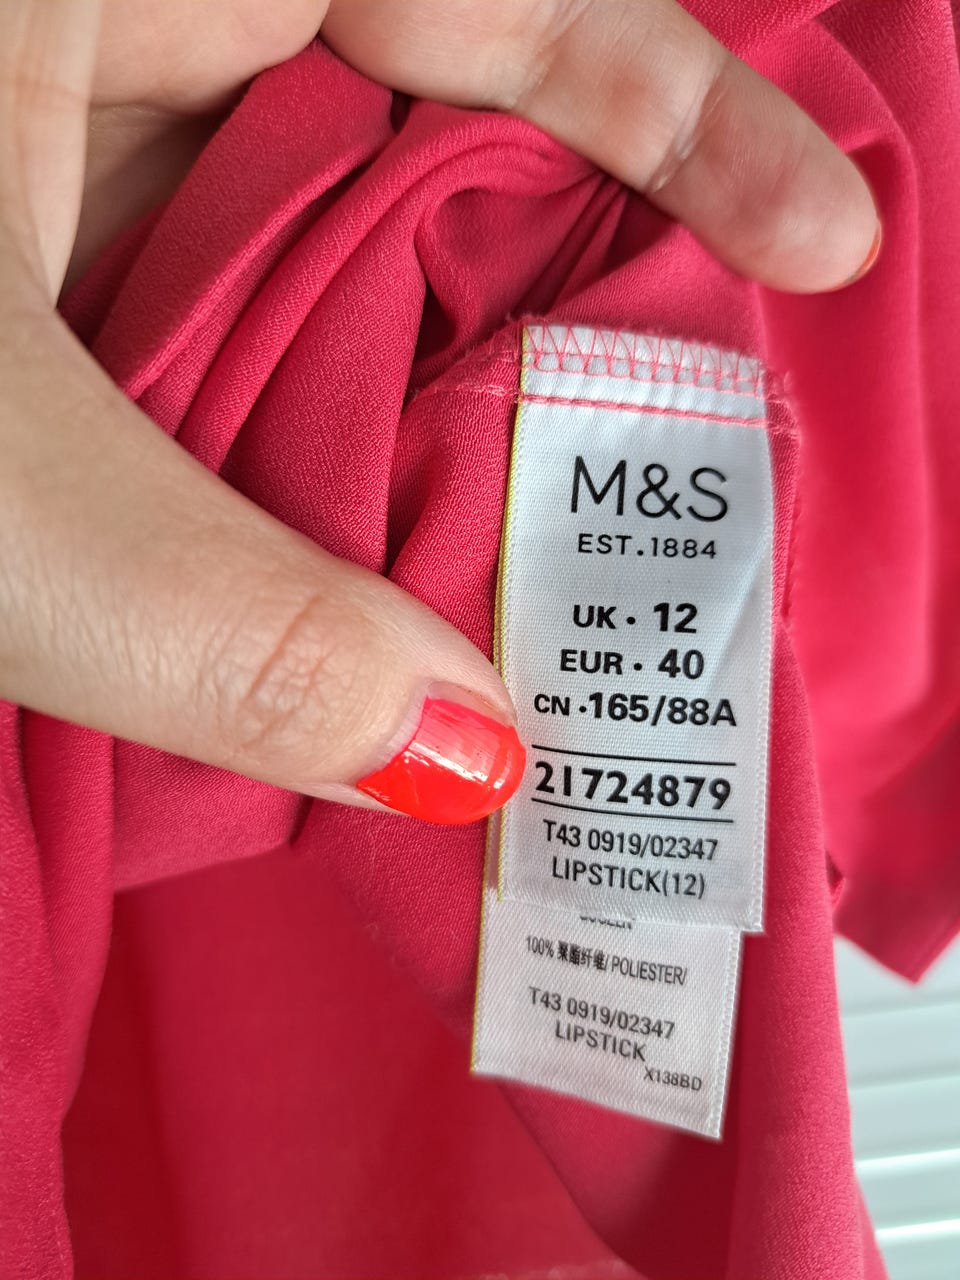 M&S
EST.1884
UK · 12
EUR · 40
CN ·165/88A
21724879
T43 0919/02347
LIPSTICK(12)
100% 聚酯纤维/ POLIESTER/
T43 0919/02347
LIPSTICK
X138BD